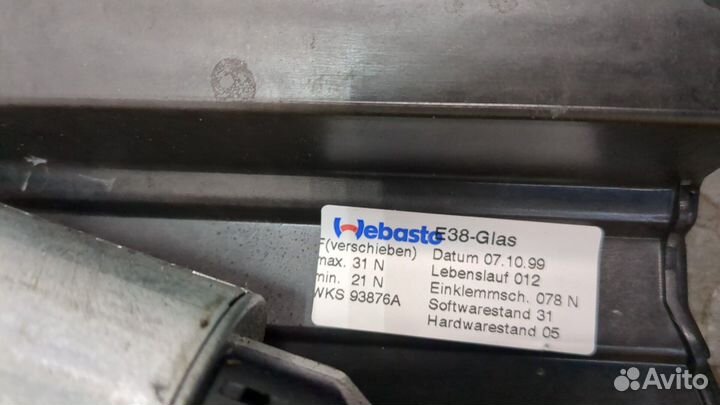 Webasto E38-Glas
F(verschieben) Datum 07.10.99
max. 31 N Lebenslauf 012
min. 21 N Einklemmsch. 078 N
WKS 93876A Softwarestand 31
Hardwarestand 05
Avito